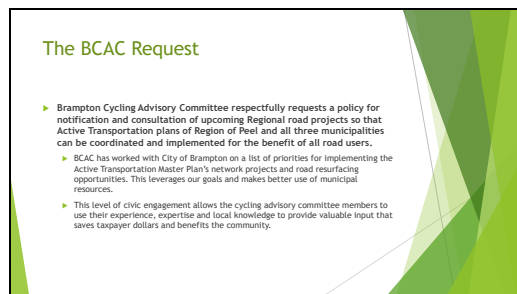 The BCAC Request
Brampton Cycling Advisory Committee respectfully requests a policy for
notification and consultation of upcoming Regional road projects so that
Active Transportation plans of Region of Peel and all three municipalities
can be coordinated and implemented for the benefit of all road users.
BCAC has worked with City of Brampton on a list of priorities for implementing the
Active Transportation Master Plan's network projects and road resurfacing
opportunities. This leverages our goals and makes better use of municipal
resources.
This level of civic engagement allows the cycling advisory committee members to
use their experience, expertise and local knowledge to provide valuable input that
saves taxpayer dollars and benefits the community.